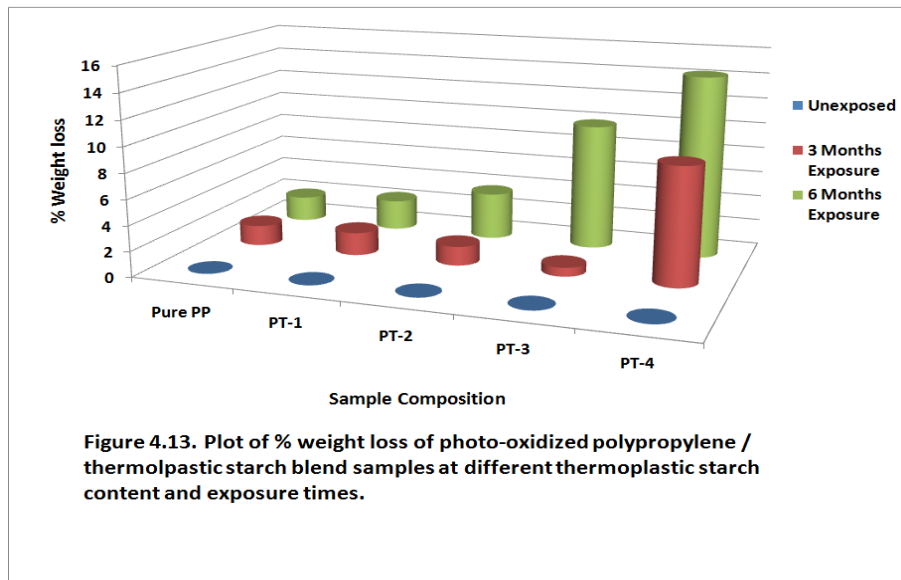 16
14
12
10
8
6
4
2
0
% Weight loss
Pure PP
PT-1
PT-2
PT-3
PT-4
Sample Composition
Unexposed
3 Months
Exposure
6 Months
Exposure
Figure 4.13. Plot of % weight loss of photo-oxidized polypropylene /
thermolpastic starch blend samples at different thermoplastic starch
content and exposure times.